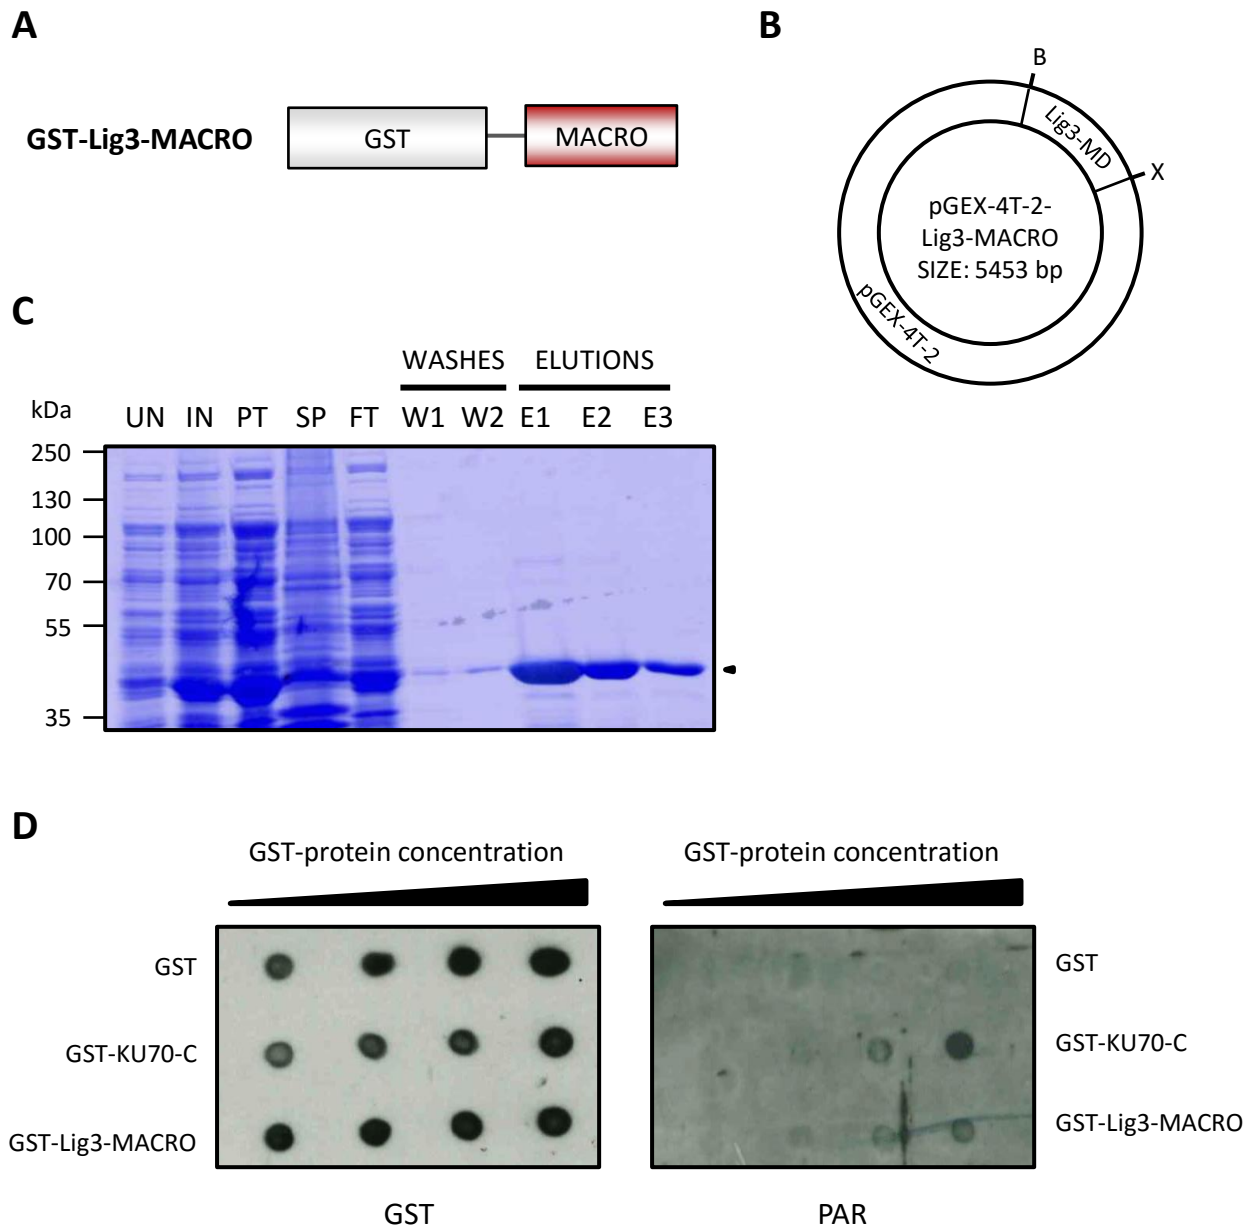 A
B
GST-Lig3-MACRO
GST
MACRO
B
Lig3-MD
X
pGEX-4T-2-
Lig3-MACRO
SIZE: 5453 bp
pGEX-4T-2
C
WASHES ELUTIONS
kDa
UN IN PT SP FT W1 W2 E1 E2 E3
250
130
100
70
55
35
D
GST-protein concentration
GST-protein concentration
GST
GST-KU70-C
GST-Lig3-MACRO
GST
GST-KU70-C
GST-Lig3-MACRO
GST
PAR